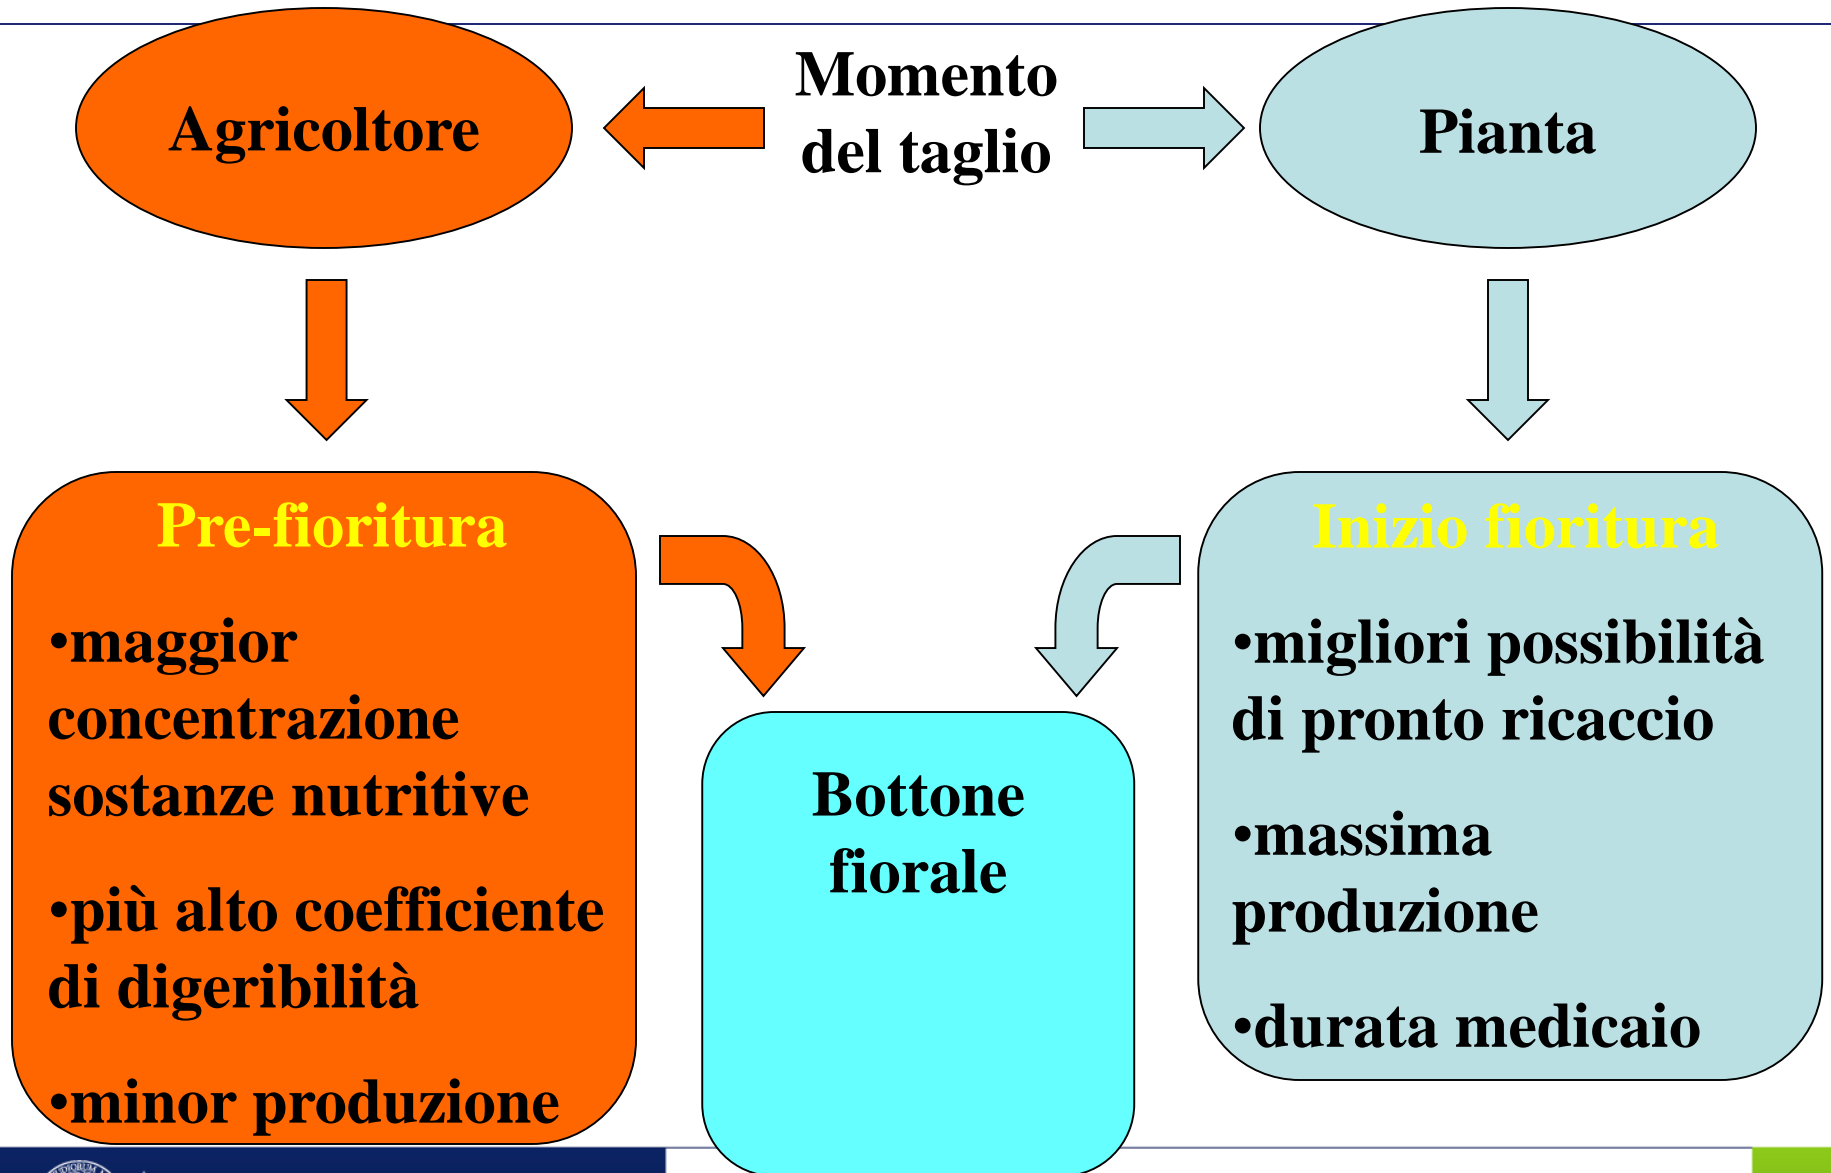 Momento
del taglio
Agricoltore
Pianta
Pre-fioritura
•maggior
concentrazione
sostanze nutritive
•più alto coefficiente
di digeribilità
•minor produzione
Bottone
fiorale
Inizio fioritura
•migliori possibilità
di pronto ricaccio
•massima
produzione
•durata medicaio